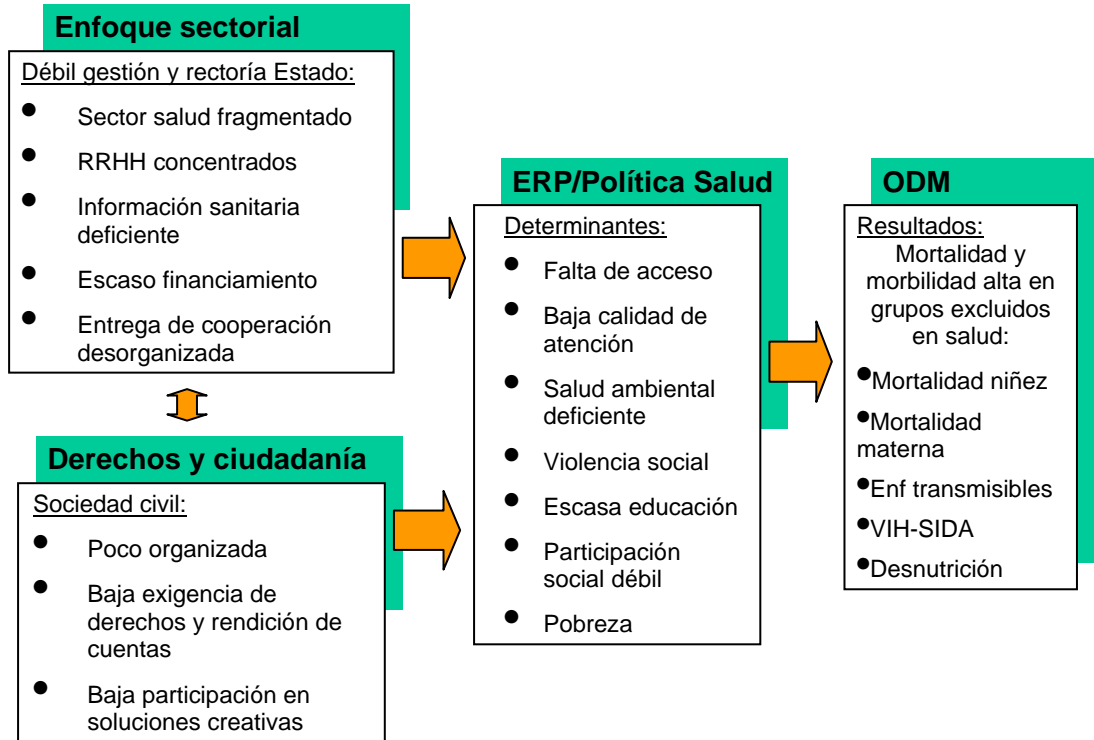 Enfoque sectorial
Débil gestión y rectoría Estado:
● Sector salud fragmentado
● RRHH concentrados
● Información sanitaria
deficiente
● Escaso financiamiento
● Entrega de cooperación
desorganizada
Derechos y ciudadanía
Sociedad civil:
● Poco organizada
● Baja exigencia de
derechos y rendición de
cuentas
● Baja participación en
soluciones creativas
ERP/Política Salud
Determinantes:
● Falta de acceso
● Baja calidad de
atención
● Salud ambiental
deficiente
● Violencia social
● Escasa educación
● Participación
social débil
● Pobreza
ODM
Resultados:
Mortalidad y
morbilidad alta en
grupos excluidos
en salud:
●Mortalidad niñez
●Mortalidad
materna
●Enf transmisibles
●VIH-SIDA
●Desnutrición